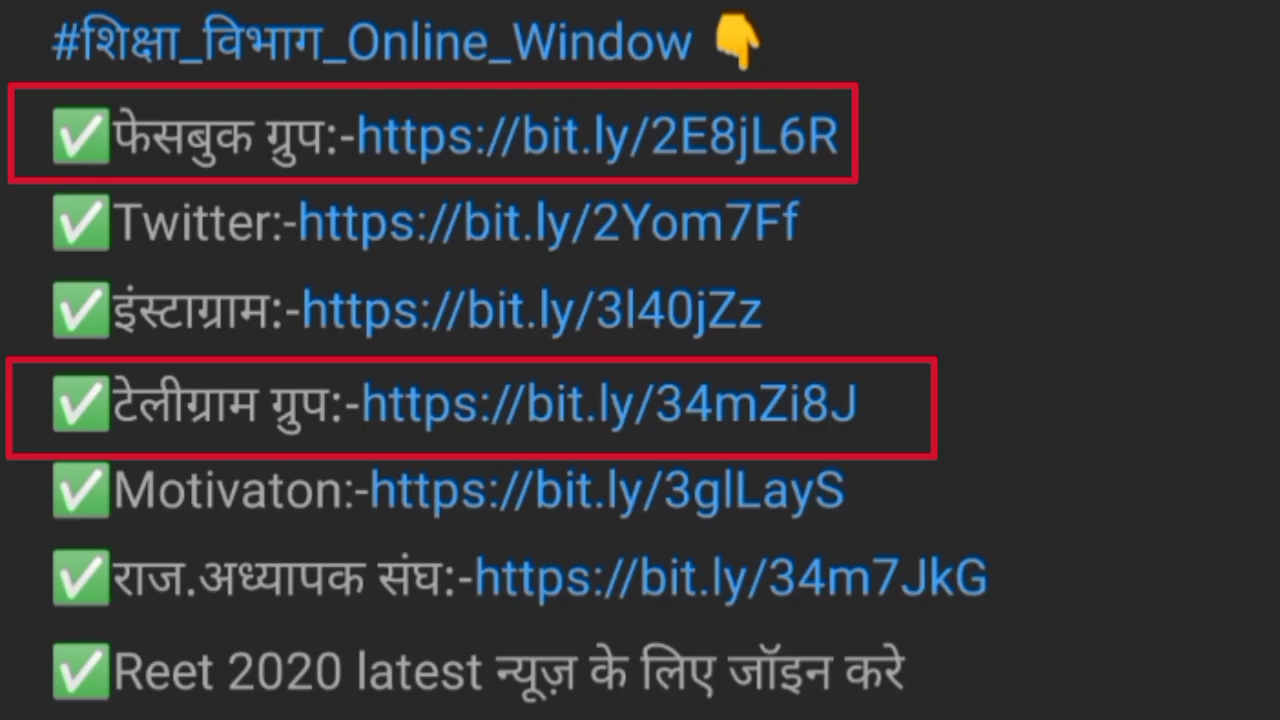 #शिक्षा_विभाग_Online_Window 👇
✅फेसबुक ग्रुप:-https://bit.ly/2E8jL6R
✅Twitter:-https://bit.ly/2Yom7Ff
✅इंस्टाग्राम:-https://bit.ly/3l40jZz
✅टेलीग्राम ग्रुप:-https://bit.ly/34mZi8J
✅Motivaton:-https://bit.ly/3glLayS
✅राज.अध्यापक संघ:-https://bit.ly/34m7JkG
✅Reet 2020 latest न्यूज़ के लिए जॉइन करे